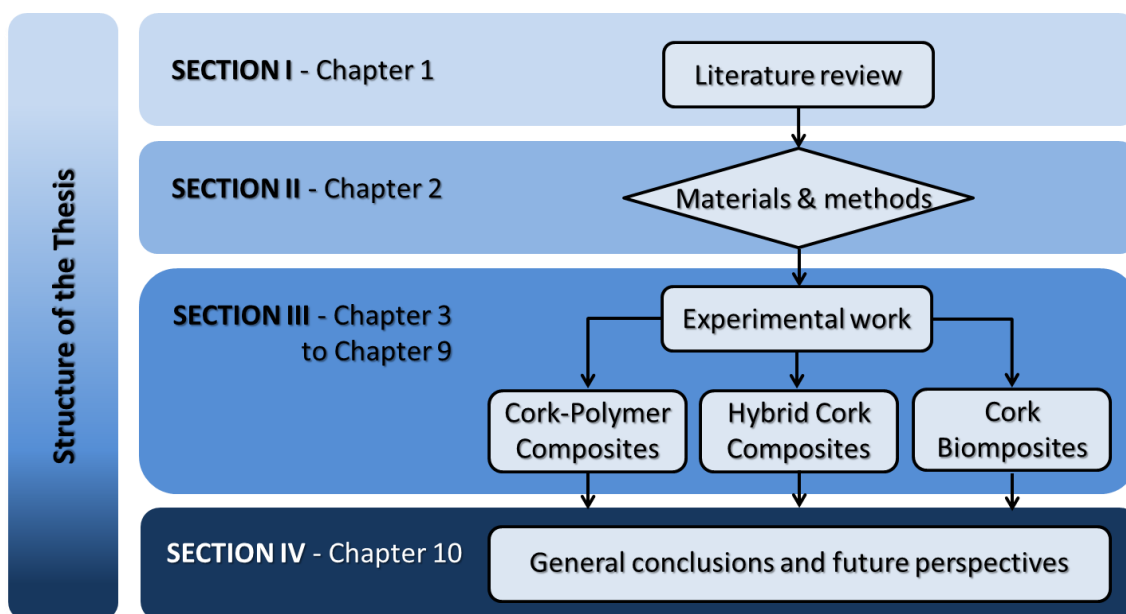 Structure of the Thesis
SECTION I - Chapter 1
Literature review
SECTION II - Chapter 2
Materials & methods
SECTION III - Chapter 3
to Chapter 9
Experimental work
Cork-Polymer
Composites
Hybrid Cork
Composites
Cork
Biomposites
SECTION IV - Chapter 10
General conclusions and future perspectives